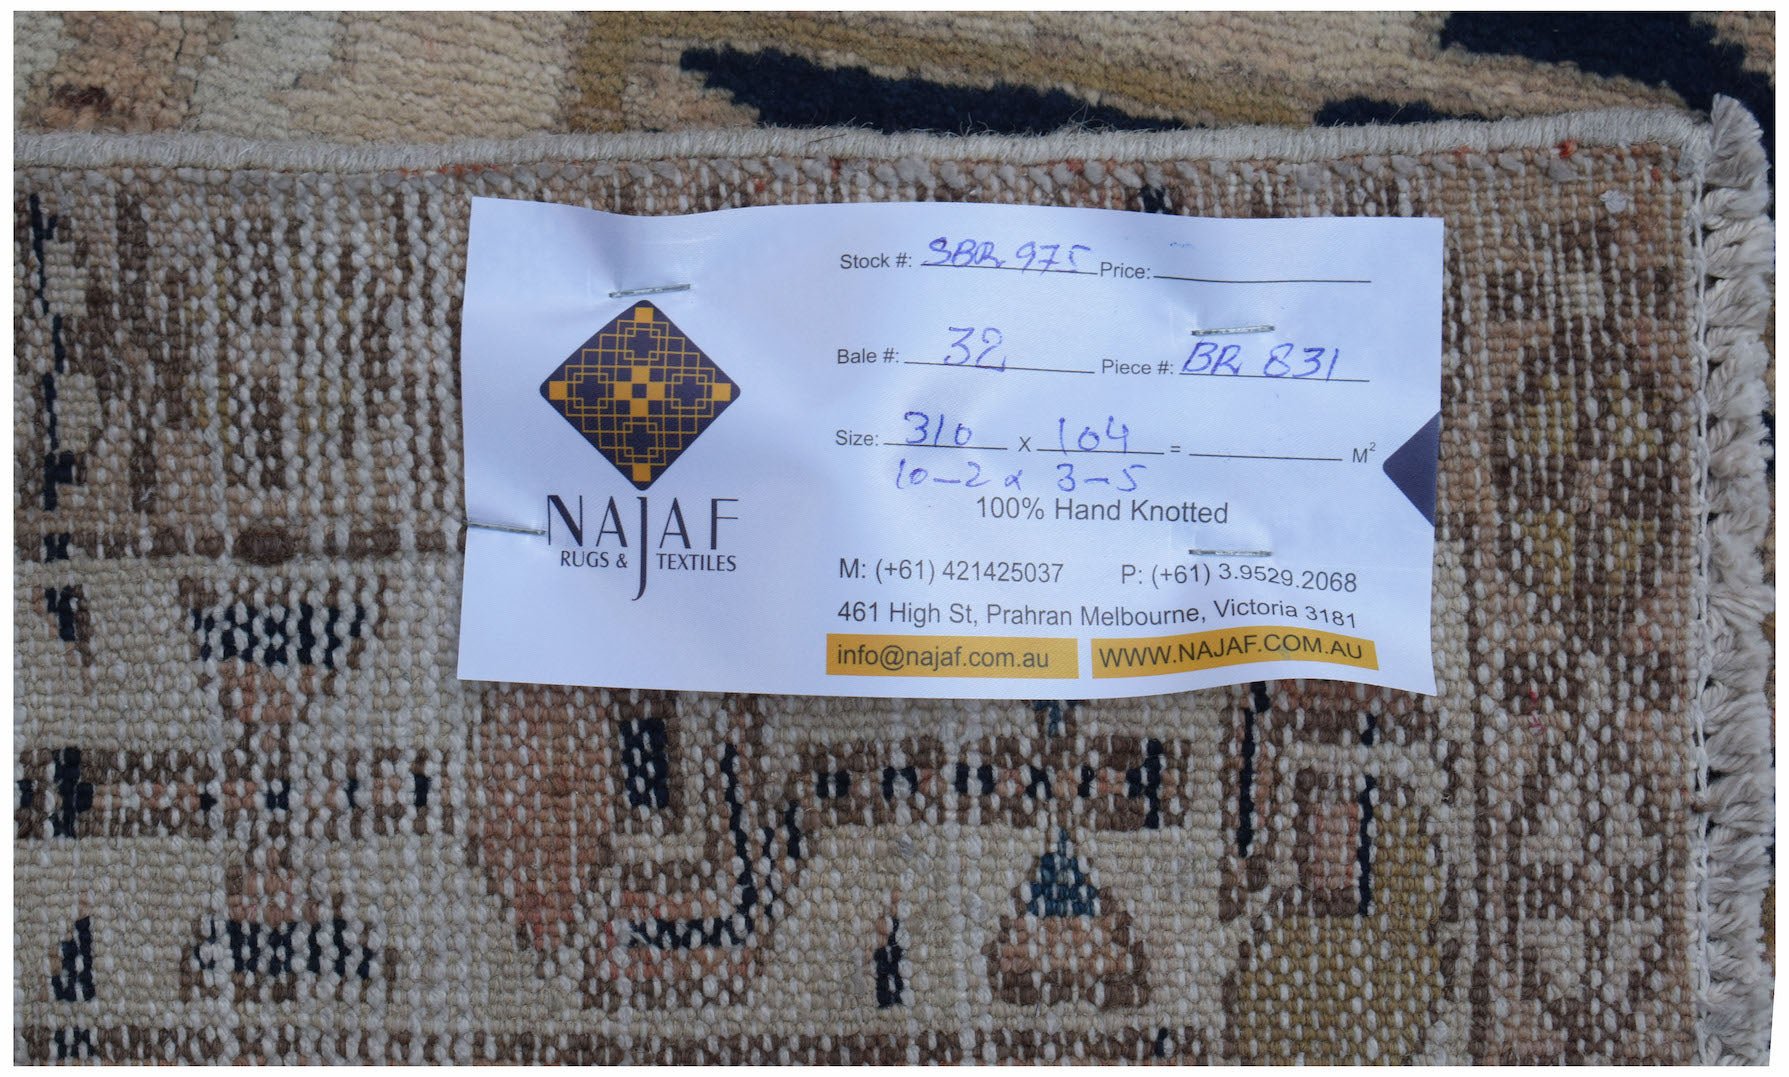 NAJAF
RUGS & TEXTILES
Stock #: SBR 975 Price:
Bale #: 32 Piece #: BR 831
Size: 310 x 104 = M²
10-2 x 3-5
100% Hand Knotted
M: (+61) 421425037 P: (+61) 3.9529.2068
461 High St, Prahran Melbourne, Victoria 3181
info@najaf.com.au WWW.NAJAF.COM.AU